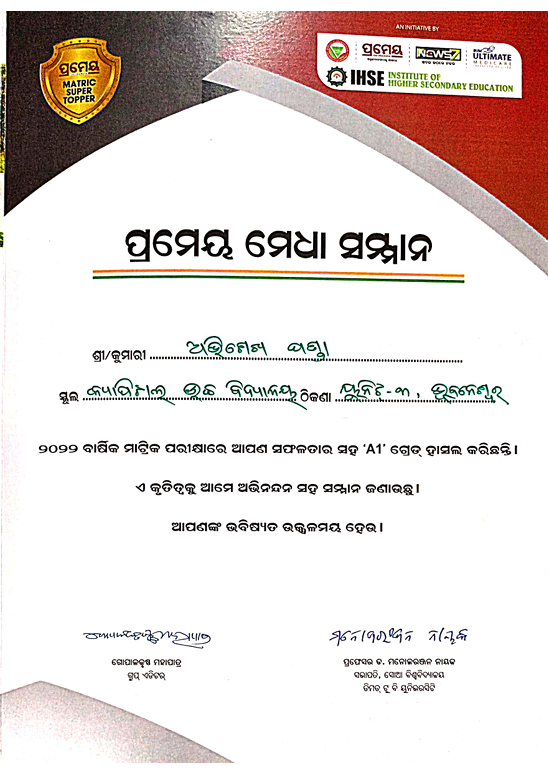 AN INITIATIVE BY
ପ୍ରମେୟ
MATRIC
SUPER
TOPPER
ପ୍ରମେୟ
NEWS7
SUM
ULTIMATE
MEDICARE
IHSE INSTITUTE OF
HIGHER SECONDARY EDUCATION
ପ୍ରମେୟ ମେଧା ସମ୍ମାନ
ଶ୍ରୀ/କୁମାରୀ ଅଭିଷେକ ପଣ୍ଡା
ସ୍କୁଲ କ୍ୟାପିଟାଲ ଉଚ୍ଚ ବିଦ୍ୟାଳୟ ଠିକଣା ୟୁନିଟ-୩, ଭୁବନେଶ୍ୱର
୨୦୨୨ ବାର୍ଷିକ ମାଟ୍ରିକ ପରୀକ୍ଷାରେ ଆପଣ ସଫଳତାର ସହ 'A1' ଗ୍ରେଡ୍ ହାସଲ କରିଛନ୍ତି।
ଏ କୃତିତ୍ୱକୁ ଆମେ ଅଭିନନ୍ଦନ ସହ ସମ୍ମାନ ଜଣାଉଛୁ।
ଆପଣଙ୍କ ଭବିଷ୍ୟତ ଉଜ୍ଜ୍ୱଳମୟ ହେଉ।
ମନୋଜରଞ୍ଜନ ନାୟକ
ଗୋପାଳକୃଷ୍ଣ ମହାପାତ୍ର
ଗ୍ରୁପ୍ ଏଡିଟର୍
ପ୍ରଫେସର ଡ. ମନୋଜରଞ୍ଜନ ନାୟକ
ସଭାପତି, ସୋଆ ବିଶ୍ୱବିଦ୍ୟାଳୟ
ଡିମଡ୍ ଟୁ ବି ୟୁନିଭରସିଟି